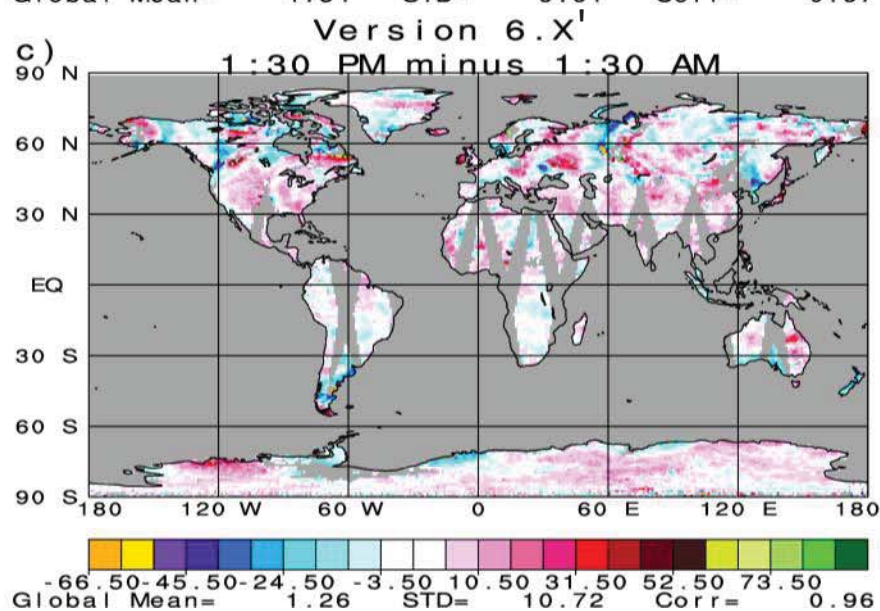 Version 6.X'
c)
1:30 PM minus 1:30 AM
90 N
60 N
30 N
EQ
30 S
60 S
90 S
180 120 W 60 W 0 60 E 120 E 180
-66.50 -45.50 -24.50 -3.50 10.50 31.50 52.50 73.50
Global Mean= 1.26 STD= 10.72 Corr= 0.96